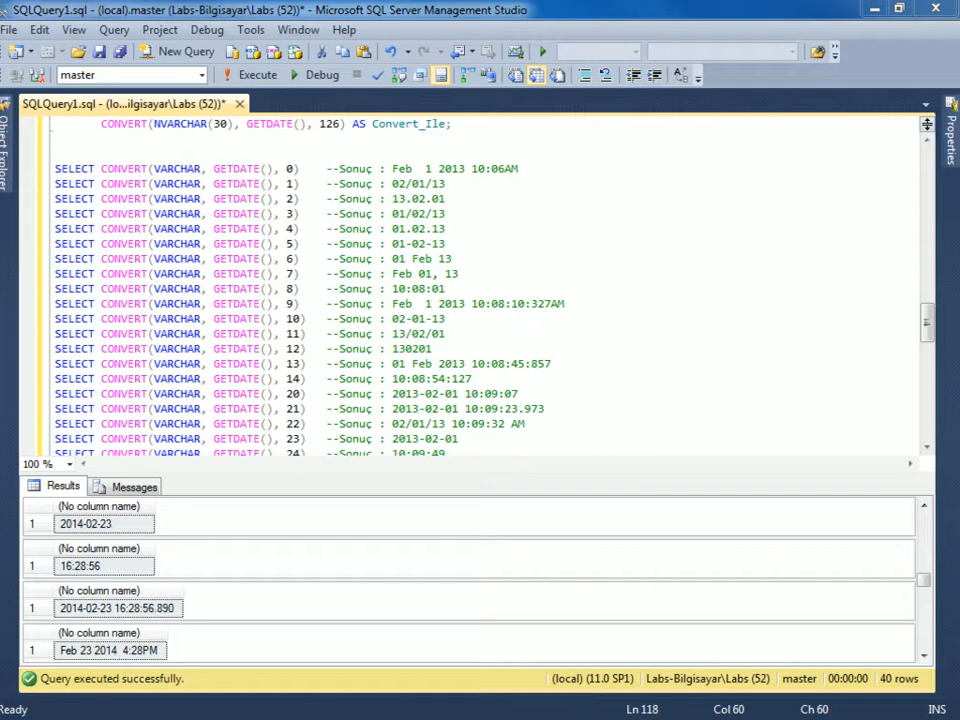 SQLQuery1.sql - (local).master (Labs-Bilgisayar\Labs (52))* - Microsoft SQL Server Management Studio
File Edit View Query Project Debug Tools Window Help
New Query
master Execute Debug
SQLQuery1.sql - (lo...ilgisayar\Labs (52))*
Object Explorer
Properties
CONVERT(NVARCHAR(30), GETDATE(), 126) AS Convert_Ile;
SELECT CONVERT(VARCHAR, GETDATE(), 0) --Sonuç : Feb  1 2013 10:06AM
SELECT CONVERT(VARCHAR, GETDATE(), 1) --Sonuç : 02/01/13
SELECT CONVERT(VARCHAR, GETDATE(), 2) --Sonuç : 13.02.01
SELECT CONVERT(VARCHAR, GETDATE(), 3) --Sonuç : 01/02/13
SELECT CONVERT(VARCHAR, GETDATE(), 4) --Sonuç : 01.02.13
SELECT CONVERT(VARCHAR, GETDATE(), 5) --Sonuç : 01-02-13
SELECT CONVERT(VARCHAR, GETDATE(), 6) --Sonuç : 01 Feb 13
SELECT CONVERT(VARCHAR, GETDATE(), 7) --Sonuç : Feb 01, 13
SELECT CONVERT(VARCHAR, GETDATE(), 8) --Sonuç : 10:08:01
SELECT CONVERT(VARCHAR, GETDATE(), 9) --Sonuç : Feb  1 2013 10:08:10:327AM
SELECT CONVERT(VARCHAR, GETDATE(), 10) --Sonuç : 02-01-13
SELECT CONVERT(VARCHAR, GETDATE(), 11) --Sonuç : 13/02/01
SELECT CONVERT(VARCHAR, GETDATE(), 12) --Sonuç : 130201
SELECT CONVERT(VARCHAR, GETDATE(), 13) --Sonuç : 01 Feb 2013 10:08:45:857
SELECT CONVERT(VARCHAR, GETDATE(), 14) --Sonuç : 10:08:54:127
SELECT CONVERT(VARCHAR, GETDATE(), 20) --Sonuç : 2013-02-01 10:09:07
SELECT CONVERT(VARCHAR, GETDATE(), 21) --Sonuç : 2013-02-01 10:09:23.973
SELECT CONVERT(VARCHAR, GETDATE(), 22) --Sonuç : 02/01/13 10:09:32 AM
SELECT CONVERT(VARCHAR, GETDATE(), 23) --Sonuç : 2013-02-01
SELECT CONVERT(VARCHAR, GETDATE(), 24) --Sonuç : 10:09:49
100 %
Results Messages
(No column name)
1 2014-02-23
(No column name)
1 16:28:56
(No column name)
1 2014-02-23 16:28:56.890
(No column name)
1 Feb 23 2014  4:28PM
Query executed successfully. (local) (11.0 SP1) Labs-Bilgisayar\Labs (52) master 00:00:00 40 rows
Ready Ln 118 Col 60 Ch 60 INS